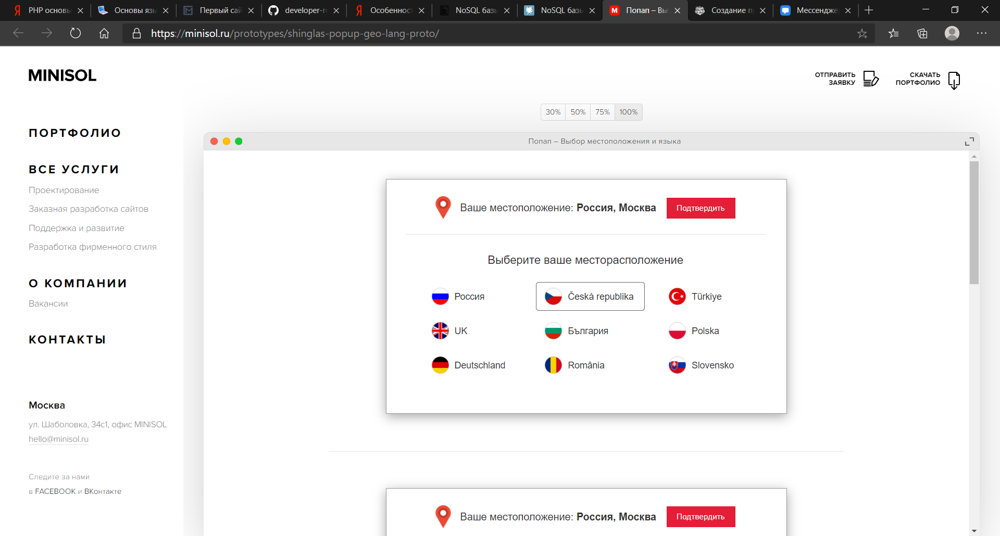 PHP основы
Основы язы
Первый сай
developer-ro
Особенност
NoSQL базы
NoSQL базы
Попап – Вы
Создание п
Мессендже
https://minisol.ru/prototypes/shinglas-popup-geo-lang-proto/
MINISOL
ОТПРАВИТЬ
ЗАЯВКУ
СКАЧАТЬ
ПОРТФОЛИО
30% 50% 75% 100%
ПОРТФОЛИО
ВСЕ УСЛУГИ
Проектирование
Заказная разработка сайтов
Поддержка и развитие
Разработка фирменного стиля
О КОМПАНИИ
Вакансии
КОНТАКТЫ
Москва
ул. Шаболовка, 34с1, офис MINISOL
hello@minisol.ru
Следите за нами
в FACEBOOK и ВКонтакте
Попап – Выбор местоположения и языка
Ваше местоположение: Россия, Москва
Подтвердить
Выберите ваше месторасположение
Россия
Česká republika
Türkiye
UK
България
Polska
Deutschland
România
Slovensko
Ваше местоположение: Россия, Москва
Подтвердить